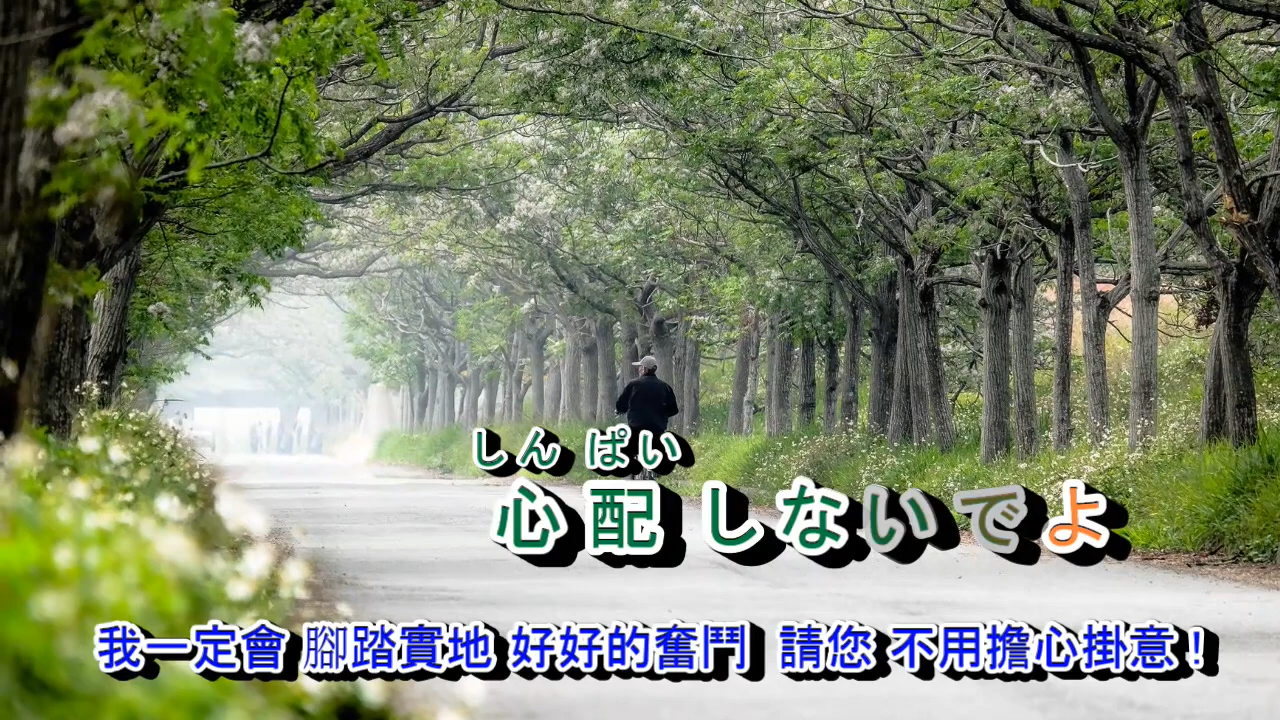 しん ぱい
心 配 しないでよ
我一定會 腳踏實地 好好的奮鬥 請您 不用擔心掛意！